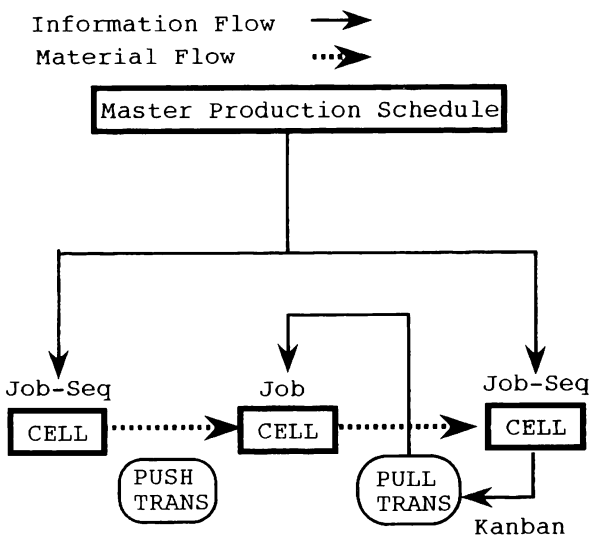 Information Flow
Material Flow
Master Production Schedule
Job-Seq
Job
Job-Seq
CELL
CELL
CELL
PUSH
TRANS
PULL
TRANS
Kanban